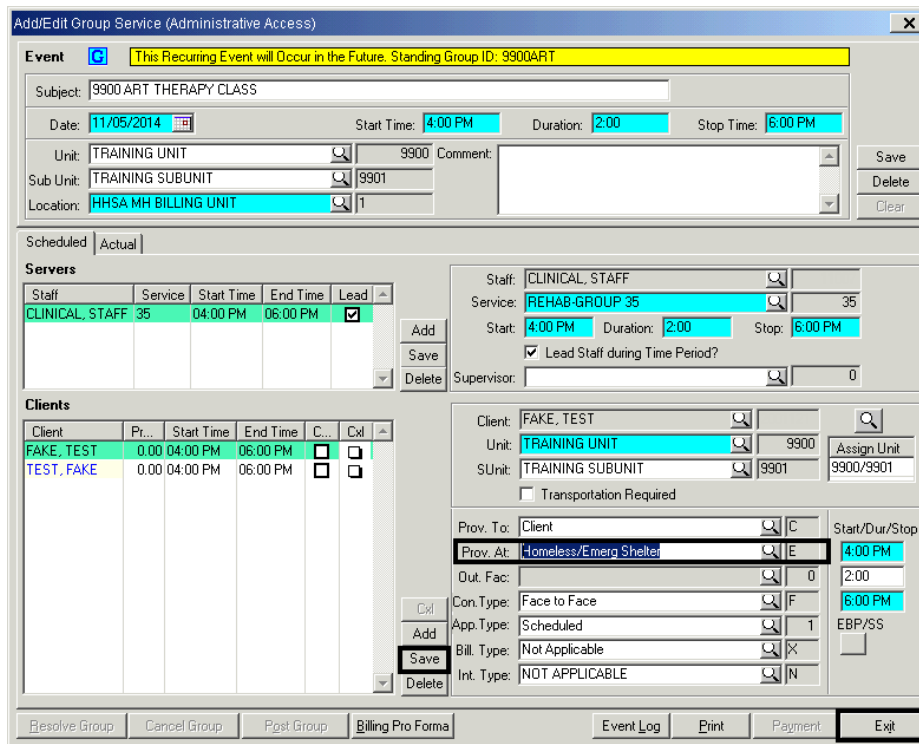 Add/Edit Group Service (Administrative Access)
Event G This Recurring Event will Occur in the Future. Standing Group ID: 9900ART
Subject: 9900 ART THERAPY CLASS
Date: 11/05/2014 Start Time: 4:00 PM Duration: 2:00 Stop Time: 6:00 PM
Unit: TRAINING UNIT 9900 Comment:
Sub Unit: TRAINING SUBUNIT 9901
Location: HHSA MH BILLING UNIT 1
Save
Delete
Clear
Scheduled Actual
Servers
Staff Service Start Time End Time Lead
CLINICAL, STAFF 35 04:00 PM 06:00 PM
Add
Save
Delete
Staff: CLINICAL, STAFF
Service: REHAB-GROUP 35 35
Start: 4:00 PM Duration: 2:00 Stop: 6:00 PM
Lead Staff during Time Period?
Supervisor: 0
Clients
Client Pr... Start Time End Time C... Cxl
FAKE, TEST 0.00 04:00 PM 06:00 PM
TEST, FAKE 0.00 04:00 PM 06:00 PM
Cxl
Add
Save
Delete
Client: FAKE, TEST
Unit: TRAINING UNIT 9900
SUnit: TRAINING SUBUNIT 9901
Transportation Required
Assign Unit
9900/9901
Prov. To: Client C
Prov. At: Homeless/Emerg Shelter E
Out. Fac: 0
Con.Type: Face to Face F
App.Type: Scheduled 1
Bill. Type: Not Applicable X
Int. Type: NOT APPLICABLE N
Start/Dur/Stop
4:00 PM
2:00
6:00 PM
EBP/SS
Resolve Group Cancel Group Post Group Billing Pro Forma Event Log Print Payment Exit